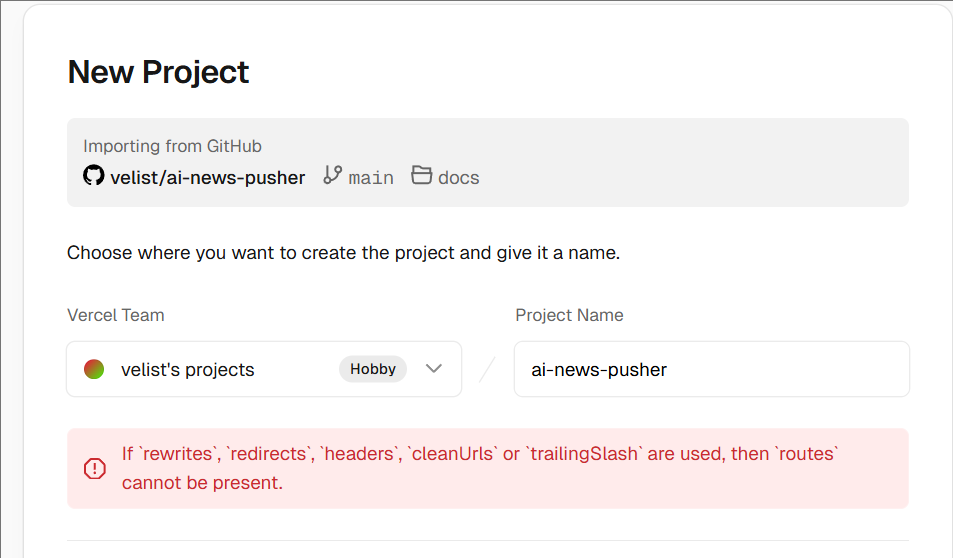 New Project
Importing from GitHub
velist/ai-news-pusher main docs
Choose where you want to create the project and give it a name.
Vercel Team
Project Name
velist's projects Hobby
/ ai-news-pusher
If `rewrites`, `redirects`, `headers`, `cleanUrls` or `trailingSlash` are used, then `routes`
cannot be present.